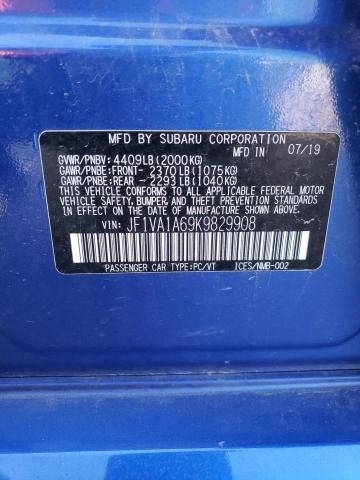 MFD BY SUBARU CORPORATION
GVWR/PNBV: 4409LB(2000KG) MFD IN 07/19
GAWR/PNBE:FRONT- 2370LB(1075KG)
GAWR/PNBE:REAR - 2293LB(1040KG)
THIS VEHICLE CONFORMS TO ALL APPLICABLE FEDERAL MOTOR
VEHICLE SAFETY, BUMPER, AND THEFT PREVENTION STANDARDS
IN EFFECT ON THE DATE OF MANUFACTURE SHOWN ABOVE.
VIN: JF1VA1A69K9829908
PASSENGER CAR TYPE:PC/VT ICES/NMB-002